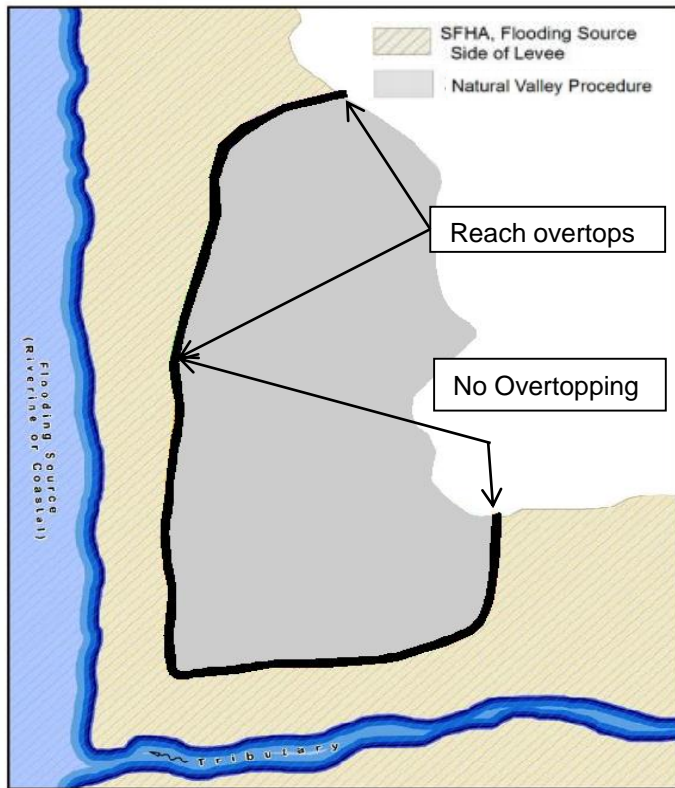 SFHA, Flooding Source
Side of Levee
Natural Valley Procedure
Reach overtops
No Overtopping
Flooding Source
(Riverine or Coastal)
Tributary